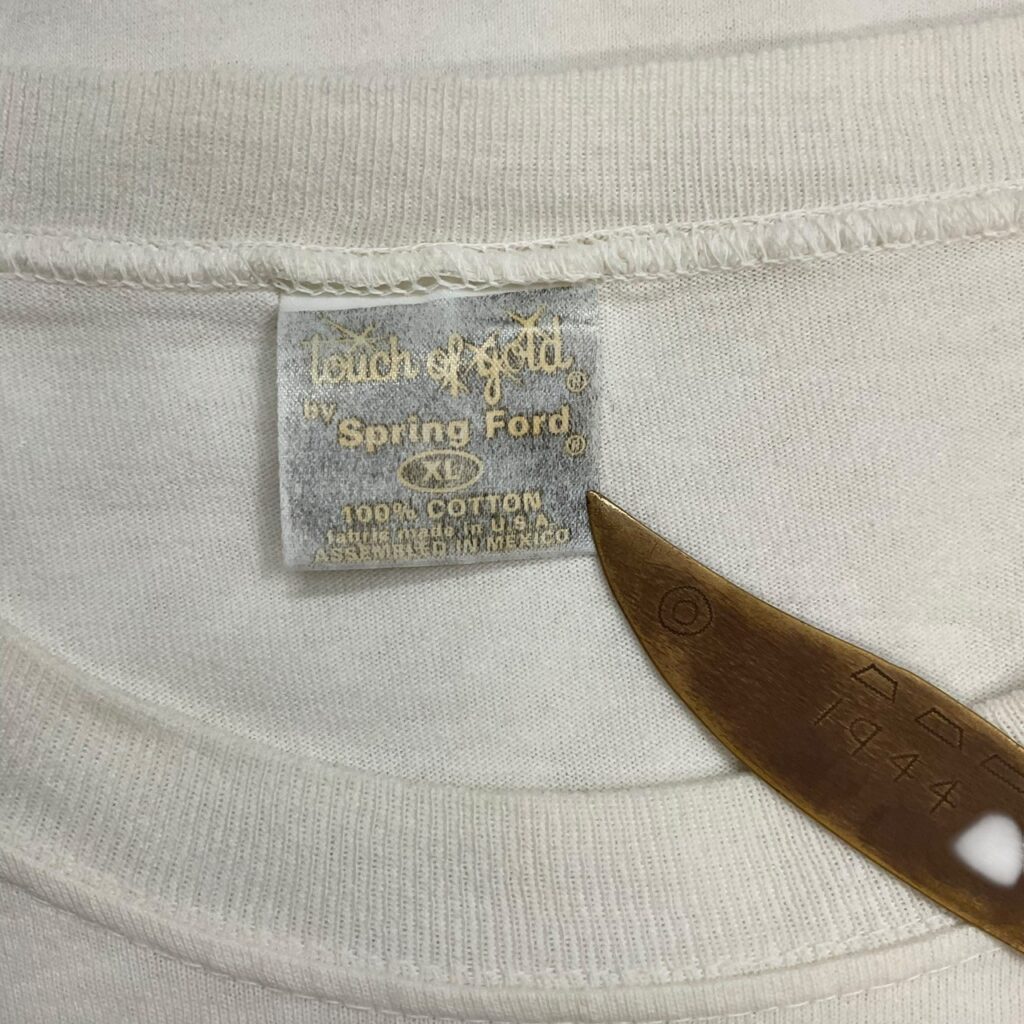 touch of gold®
by Spring Ford®
XL
100% COTTON
fabric made in U.S.A.
ASSEMBLED IN MEXICO
1944